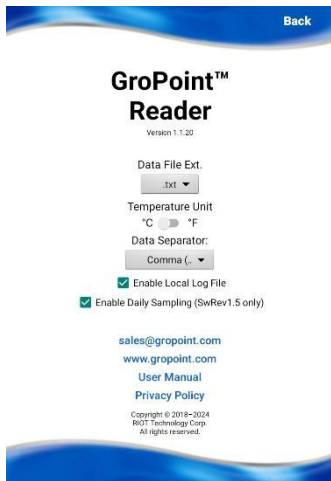 Back
GroPoint™
Reader
Version 1.1.20
Data File Ext.
.txt
Temperature Unit
°C °F
Data Separator:
Comma (..
Enable Local Log File
Enable Daily Sampling (SwRev1.5 only)
sales@gropoint.com
www.gropoint.com
User Manual
Privacy Policy
Copyright © 2018–2024
RIOT Technology Corp.
All rights reserved.